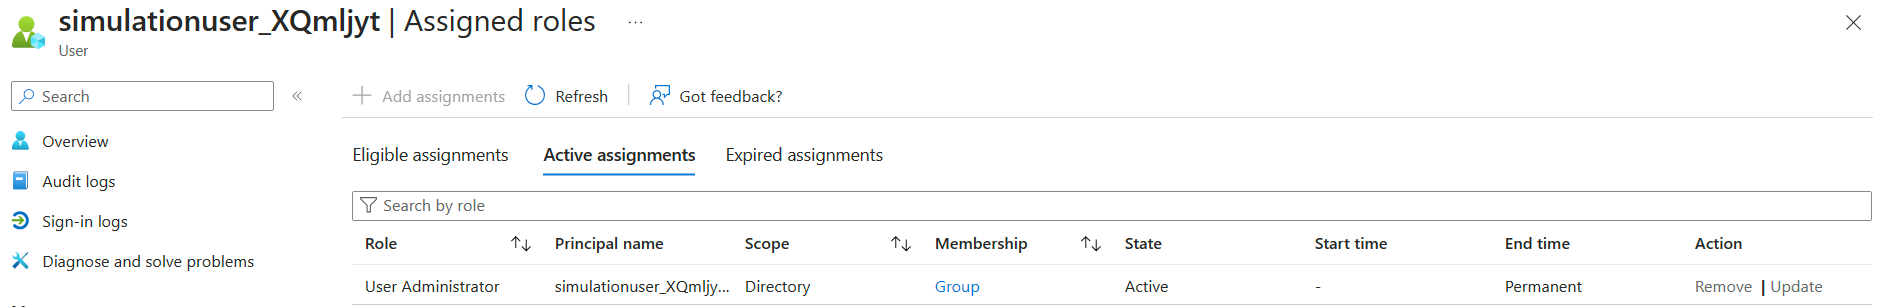 simulationuser_XQmljyt | Assigned roles ...
User
Search «
Add assignments Refresh Got feedback?
Overview
Audit logs
Sign-in logs
Diagnose and solve problems
Eligible assignments Active assignments Expired assignments
Search by role
Role Principal name Scope Membership State Start time End time Action
User Administrator simulationuser_XQmljy... Directory Group Active - Permanent Remove | Update